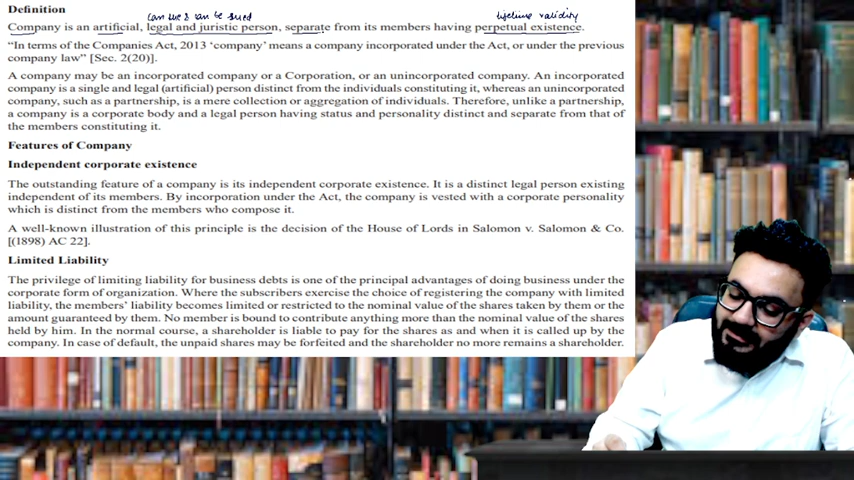 Definition
can sue & can be sued
lifetime validity
Company is an artificial, legal and juristic person, separate from its members having perpetual existence.
“In terms of the Companies Act, 2013 ‘company’ means a company incorporated under the Act, or under the previous
company law” [Sec. 2(20)].
A company may be an incorporated company or a Corporation, or an unincorporated company. An incorporated
company is a single and legal (artificial) person distinct from the individuals constituting it, whereas an unincorporated
company, such as a partnership, is a mere collection or aggregation of individuals. Therefore, unlike a partnership,
a company is a corporate body and a legal person having status and personality distinct and separate from that of
the members constituting it.
Features of Company
Independent corporate existence
The outstanding feature of a company is its independent corporate existence. It is a distinct legal person existing
independent of its members. By incorporation under the Act, the company is vested with a corporate personality
which is distinct from the members who compose it.
A well-known illustration of this principle is the decision of the House of Lords in Salomon v. Salomon & Co.
[(1898) AC 22].
Limited Liability
The privilege of limiting liability for business debts is one of the principal advantages of doing business under the
corporate form of organization. Where the subscribers exercise the choice of registering the company with limited
liability, the members’ liability becomes limited or restricted to the nominal value of the shares taken by them or the
amount guaranteed by them. No member is bound to contribute anything more than the nominal value of the shares
held by him. In the normal course, a shareholder is liable to pay for the shares as and when it is called up by the
company. In case of default, the unpaid shares may be forfeited and the shareholder no more remains a shareholder.